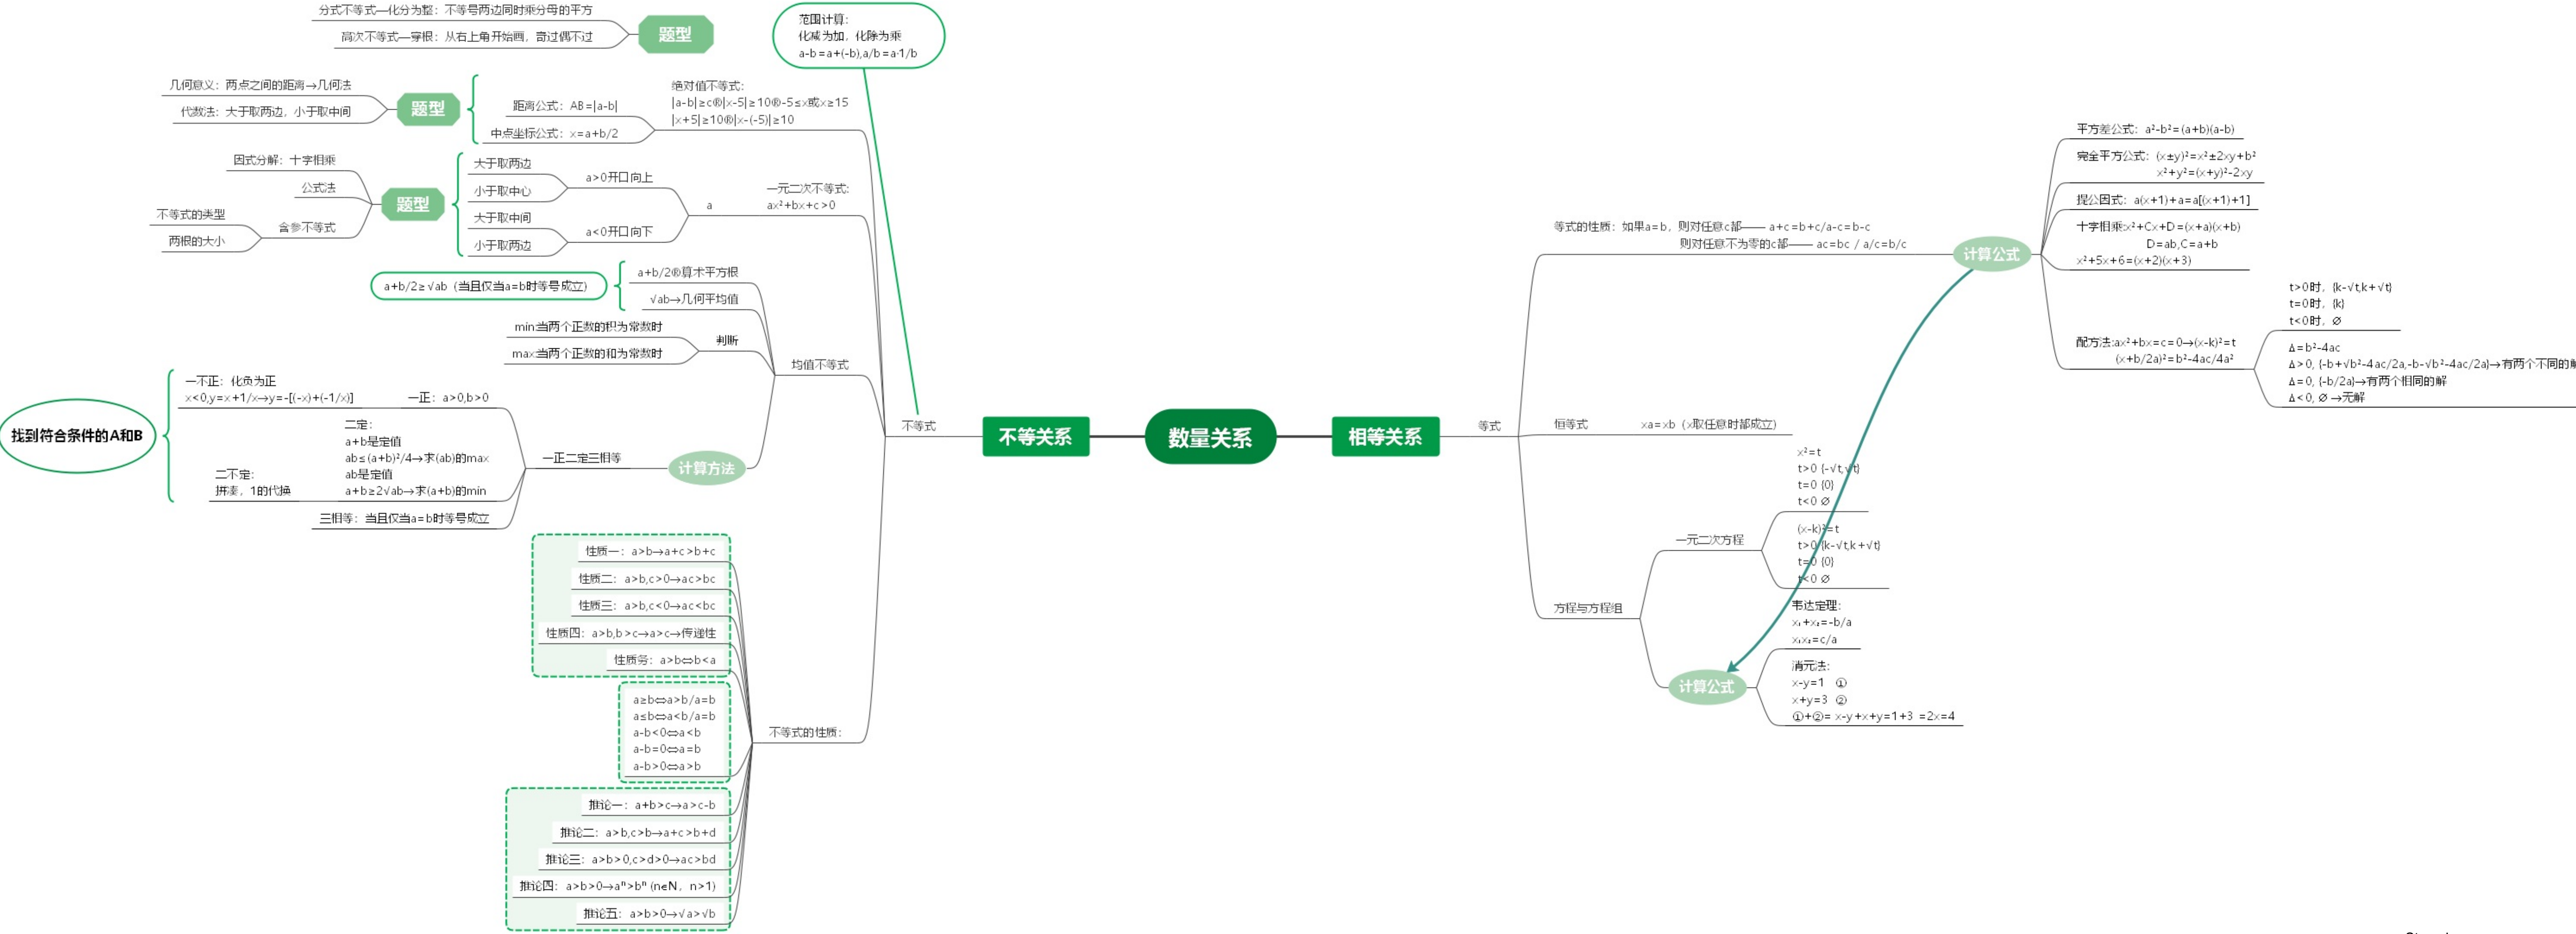 分式不等式—化分为整：不等号两边同时乘分母的平方
高次不等式—穿根：从右上角开始画，奇过偶不过
题型
范围计算：
化减为加，化除为乘
a-b=a+(-b),a/b=a·1/b
几何意义：两点之间的距离→几何法
代数法：大于取两边，小于取中间
题型
距离公式：AB=|a-b|
中点坐标公式：x=a+b/2
绝对值不等式：
|a-b|≥c®|x-5|≥10®-5≤x或x≥15
|x+5|≥10®|x-(-5)|≥10
因式分解：十字相乘
公式法
不等式的类型
两根的大小
含参不等式
题型
大于取两边
小于取中心
大于取中间
小于取两边
a>0开口向上
a<0开口向下
a
一元二次不等式:
ax²+bx+c>0
a+b/2≥√ab（当且仅当a=b时等号成立）
a+b/2®算术平方根
√ab→几何平均值
min:当两个正数的积为常数时
max:当两个正数的和为常数时
判断
均值不等式
找到符合条件的A和B
一不正：化负为正
x<0,y=x+1/x→y=-[(-x)+(-1/x)]
一正：a>0,b>0
二不定:
拼凑，1的代换
二定：
a+b是定值
ab≤(a+b)²/4→求(ab)的max
ab是定值
a+b≥2√ab→求(a+b)的min
三相等：当且仅当a=b时等号成立
一正二定三相等
计算方法
性质一：a>b→a+c>b+c
性质二：a>b,c>0→ac>bc
性质三：a>b,c<0→ac<bc
性质四：a>b,b>c→a>c→传递性
性质务：a>b⇔b<a
a≥b⇔a>b/a=b
a≤b⇔a<b/a=b
a-b<0⇔a<b
a-b=0⇔a=b
a-b>0⇔a>b
推论一：a+b>c→a>c-b
推论二：a>b,c>b→a+c>b+d
推论三：a>b>0,c>d>0→ac>bd
推论四：a>b>0→aⁿ>bⁿ (n∈N，n>1)
推论五：a>b>0→√a>√b
不等式的性质：
不等式
不等关系
数量关系
相等关系
等式
等式的性质：如果a=b，则对任意c都—— a+c=b+c/a-c=b-c
则对任意不为零的c都—— ac=bc / a/c=b/c
计算公式
平方差公式：a²-b²=(a+b)(a-b)
完全平方公式：(x±y)²=x²±2xy+b²
x²+y²=(x+y)²-2xy
提公因式：a(x+1)+a=a[(x+1)+1]
十字相乘:x²+Cx+D=(x+a)(x+b)
D=ab,C=a+b
x²+5x+6=(x+2)(x+3)
配方法:ax²+bx=c=0→(x-k)²=t
(x+b/2a)²=b²-4ac/4a²
t>0时，{k-√t,k+√t}
t=0时，{k}
t<0时，∅
Δ=b²-4ac
Δ>0, {-b+√b²-4ac/2a,-b-√b²-4ac/2a}→有两个不同的解
Δ=0, {-b/2a}→有两个相同的解
Δ<0, ∅ →无解
恒等式
xa=xb（x取任意时都成立）
方程与方程组
一元二次方程
x²=t
t>0 {-√t,√t}
t=0 {0}
t<0 ∅
(x-k)²=t
t>0 {k-√t,k+√t}
t=0 {0}
t<0 ∅
计算公式
韦达定理：
x₁+x₂=-b/a
x₁x₂=c/a
消元法：
x-y=1 ①
x+y=3 ②
①+②= x-y+x+y=1+3 =2x=4